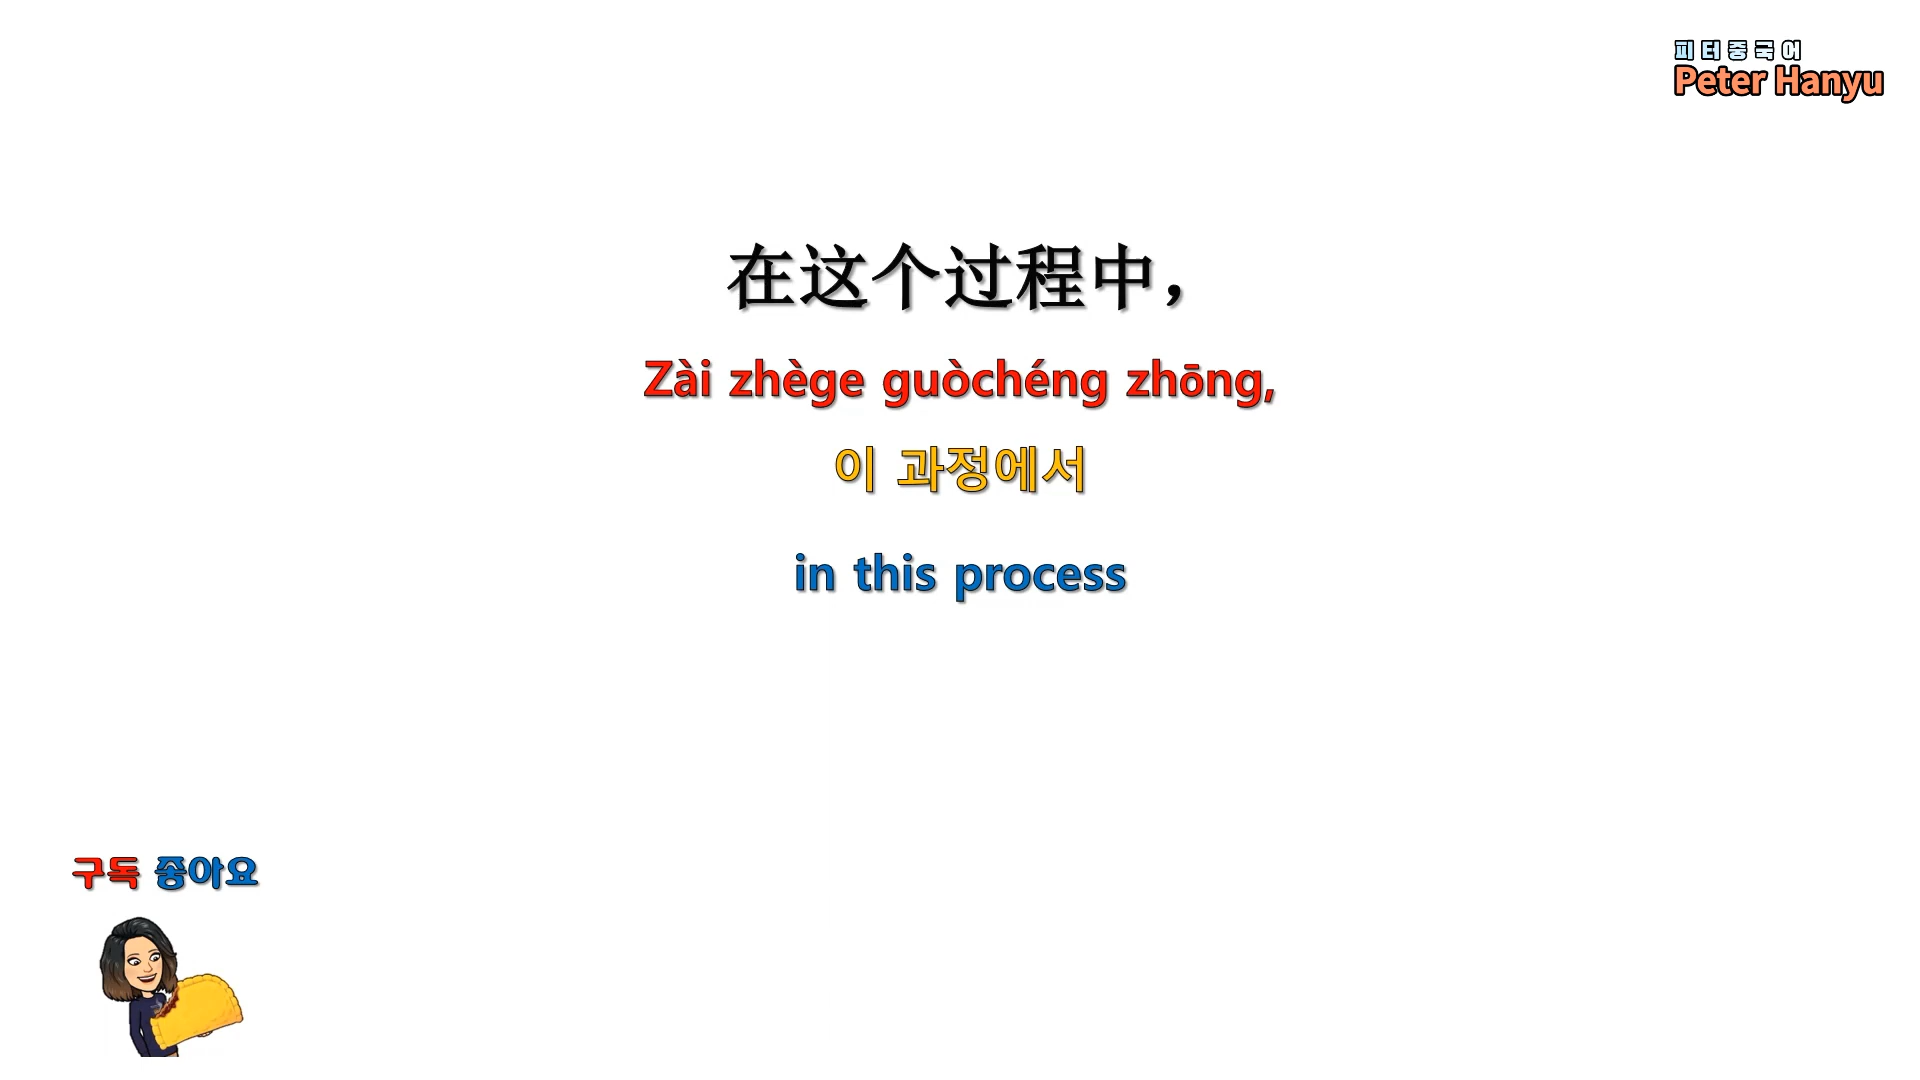 피터중국어
Peter Hanyu
在这个过程中，
Zài zhège guòchéng zhōng,
이 과정에서
in this process
구독 좋아요